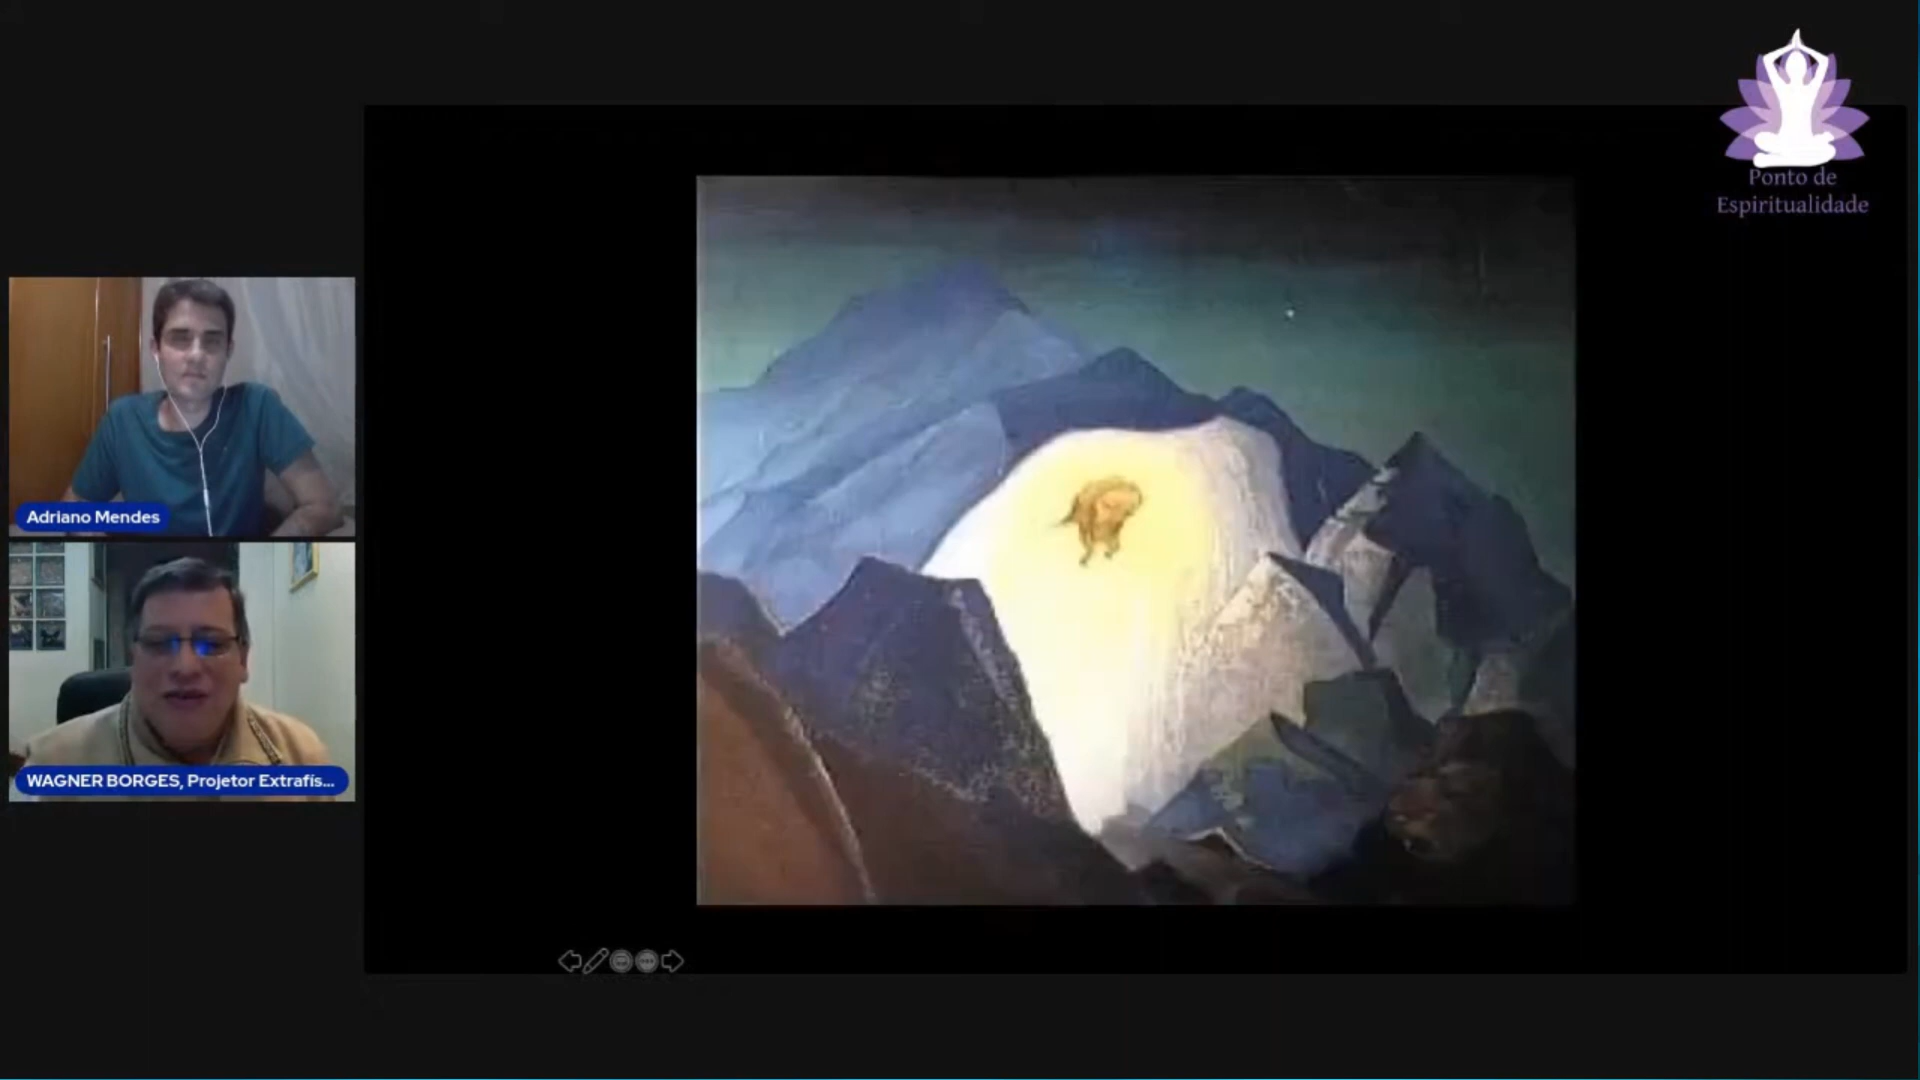 Ponto de
Espiritualidade
Adriano Mendes
WAGNER BORGES, Projetor Extrafís...